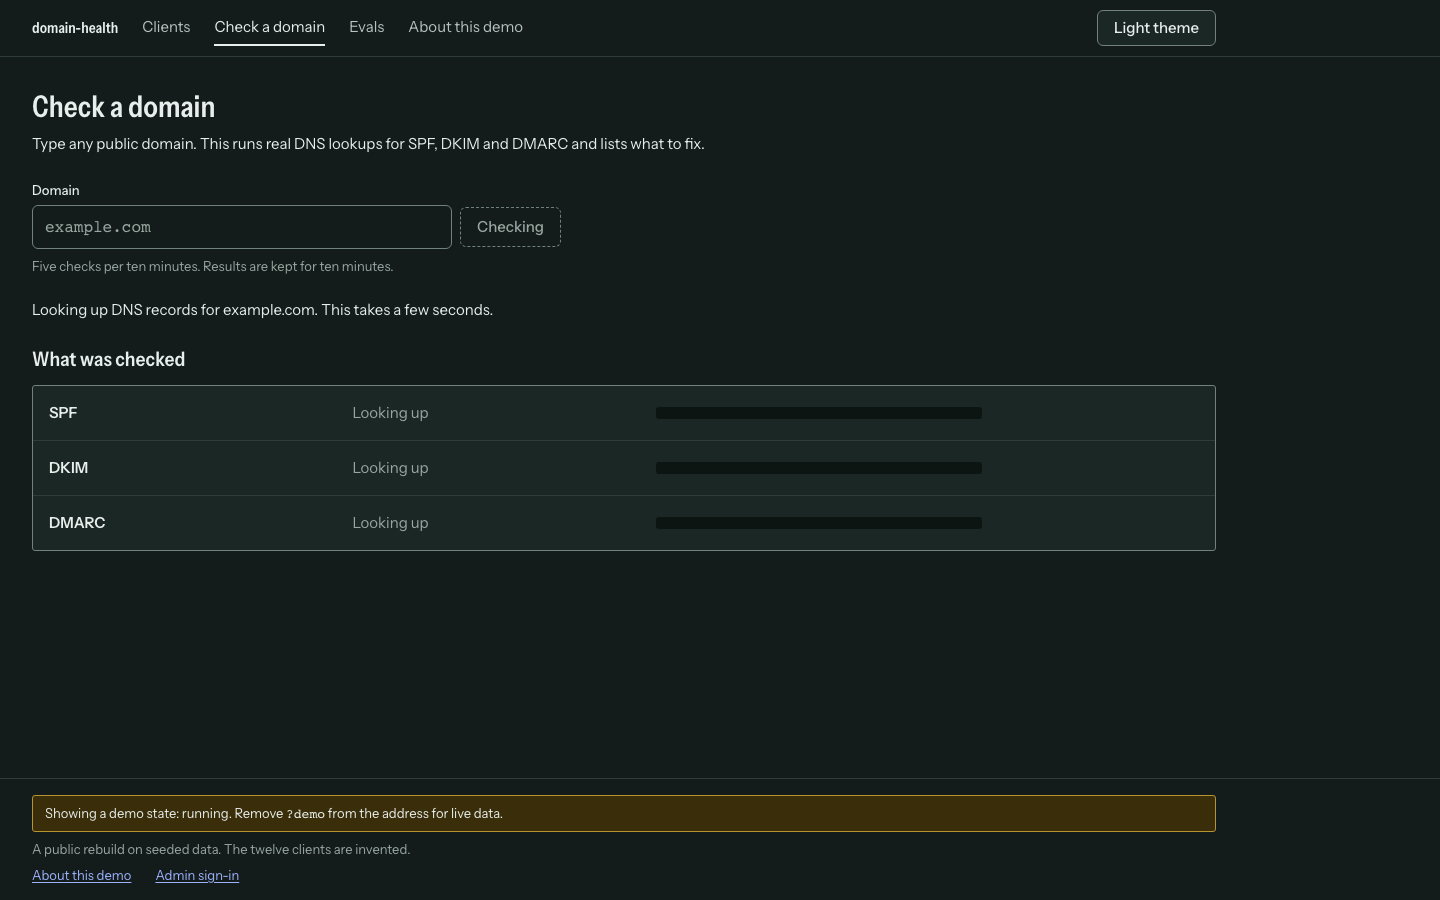 domain-health Clients Check a domain Evals About this demo Light theme
Check a domain
Type any public domain. This runs real DNS lookups for SPF, DKIM and DMARC and lists what to fix.
Domain
example.com Checking
Five checks per ten minutes. Results are kept for ten minutes.
Looking up DNS records for example.com. This takes a few seconds.
What was checked
SPF Looking up
DKIM Looking up
DMARC Looking up
Showing a demo state: running. Remove ?demo from the address for live data.
A public rebuild on seeded data. The twelve clients are invented.
About this demo Admin sign-in